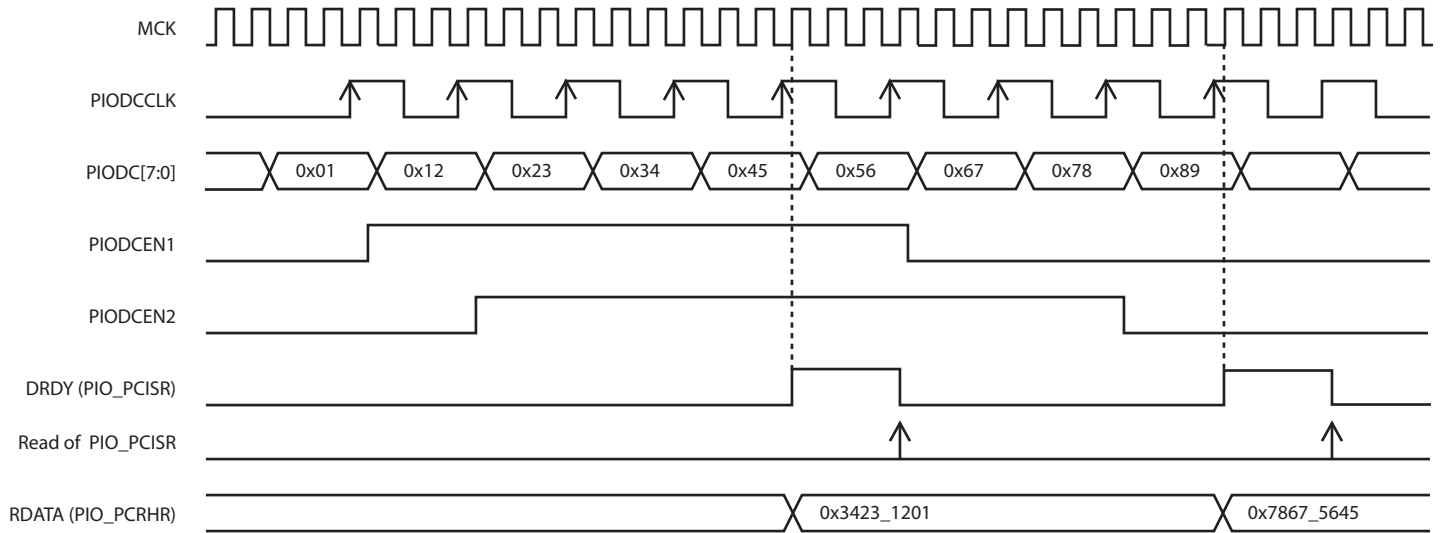 MCK
PIODCCLK
PIODC[7:0]
0x01 0x12 0x23 0x34 0x45 0x56 0x67 0x78 0x89
PIODCEN1
PIODCEN2
DRDY (PIO_PCISR)
Read of PIO_PCISR
RDATA (PIO_PCRHR)
0x3423_1201 0x7867_5645